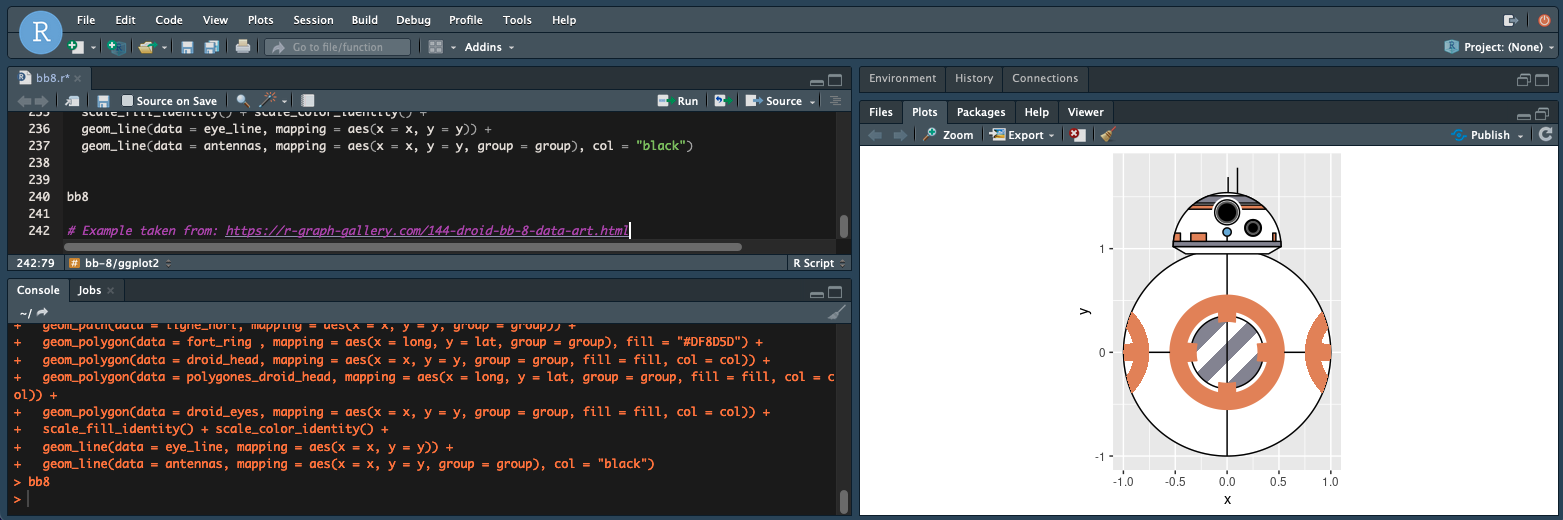 R
File Edit Code View Plots Session Build Debug Profile Tools Help
Go to file/function
Addins
Project: (None)
bb8.r*
Source on Save
Run
Source
235 scale_fill_identity() + scale_color_identity() +
236 geom_line(data = eye_line, mapping = aes(x = x, y = y)) +
237 geom_line(data = antennas, mapping = aes(x = x, y = y, group = group), col = "black")
238
239
240 bb8
241
242 # Example taken from: https://r-graph-gallery.com/144-droid-bb-8-data-art.html
242:79 # bb-8/ggplot2 R Script
Console Jobs
~/
+ geom_path(data = ligne_hori, mapping = aes(x = x, y = y, group = group)) +
+ geom_polygon(data = fort_ring , mapping = aes(x = long, y = lat, group = group), fill = "#DF8D5D") +
+ geom_polygon(data = droid_head, mapping = aes(x = x, y = y, group = group, fill = fill, col = col)) +
+ geom_polygon(data = polygones_droid_head, mapping = aes(x = long, y = lat, group = group, fill = fill, col = c
ol)) +
+ geom_polygon(data = droid_eyes, mapping = aes(x = x, y = y, group = group, fill = fill, col = col)) +
+ scale_fill_identity() + scale_color_identity() +
+ geom_line(data = eye_line, mapping = aes(x = x, y = y)) +
+ geom_line(data = antennas, mapping = aes(x = x, y = y, group = group), col = "black")
> bb8
>
Environment History Connections
Files Plots Packages Help Viewer
Zoom Export Publish
y
1
0
-1
-1.0 -0.5 0.0 0.5 1.0
x